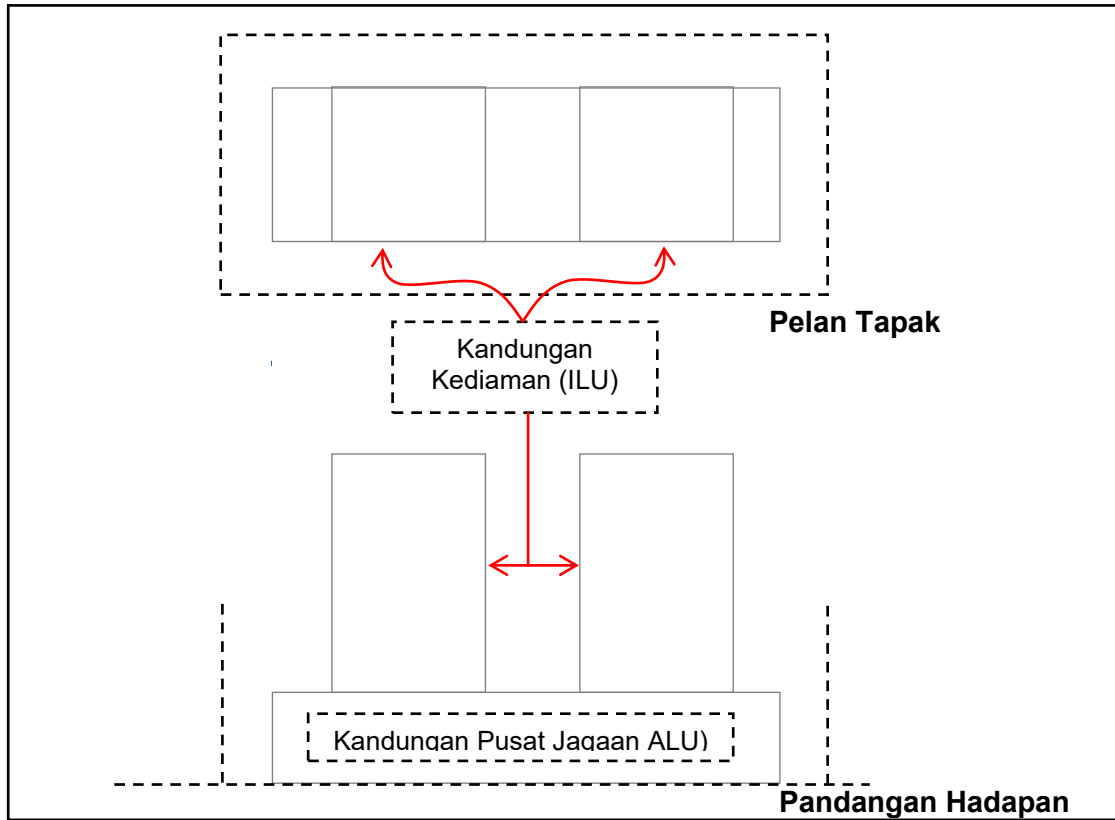 Pelan Tapak
Kandungan
Kediaman (ILU)
Kandungan Pusat Jagaan ALU)
Pandangan Hadapan